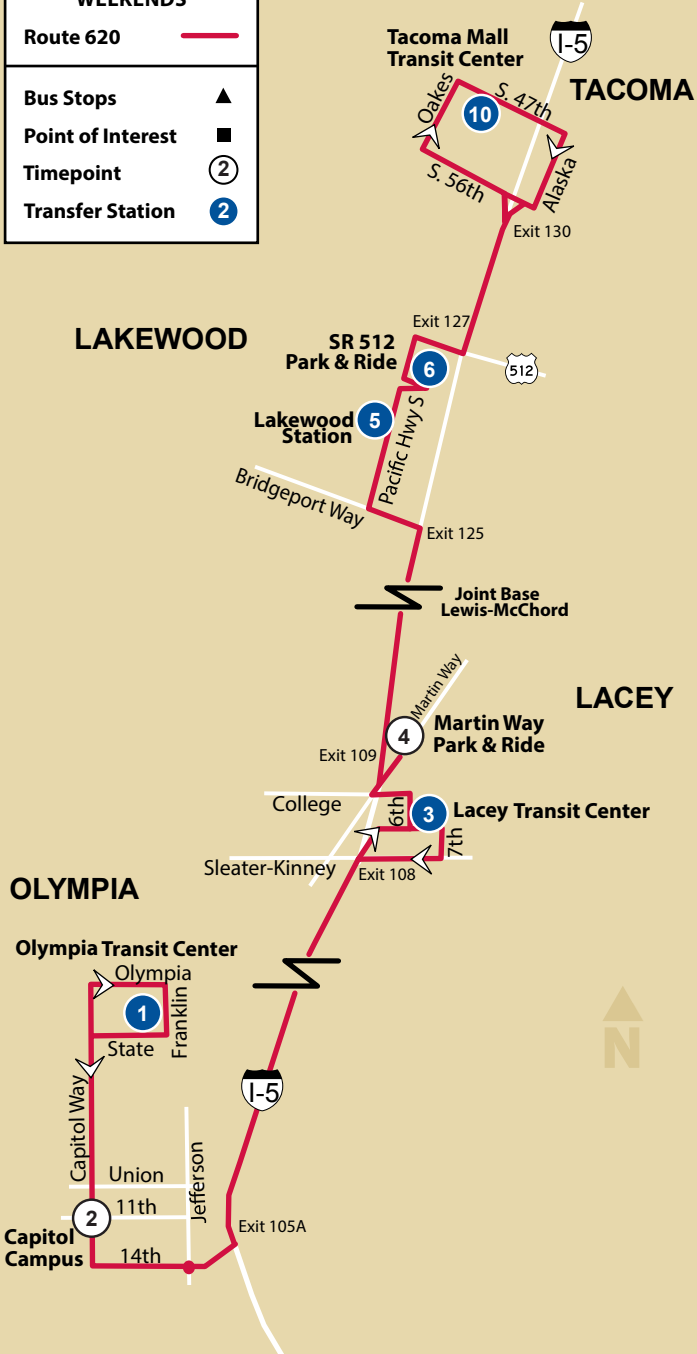 WEEKENDS
Route 620
Bus Stops
Point of Interest
Timepoint
2
Transfer Station
2
Tacoma Mall
Transit Center
I-5
TACOMA
Oakes
S. 47th
10
S. 56th
Alaska
Exit 130
LAKEWOOD
Exit 127
SR 512
Park & Ride
6
512
Lakewood
Station
5
Pacific Hwy S
Bridgeport Way
Exit 125
Joint Base
Lewis-McChord
LACEY
Martin Way
4
Martin Way
Park & Ride
Exit 109
College
6th
3
Lacey Transit Center
7th
Sleater-Kinney
Exit 108
OLYMPIA
Olympia Transit Center
Olympia
1
Franklin
State
N
I-5
Capitol Way
Union
Jefferson
2
11th
Capitol
Campus
14th
Exit 105A